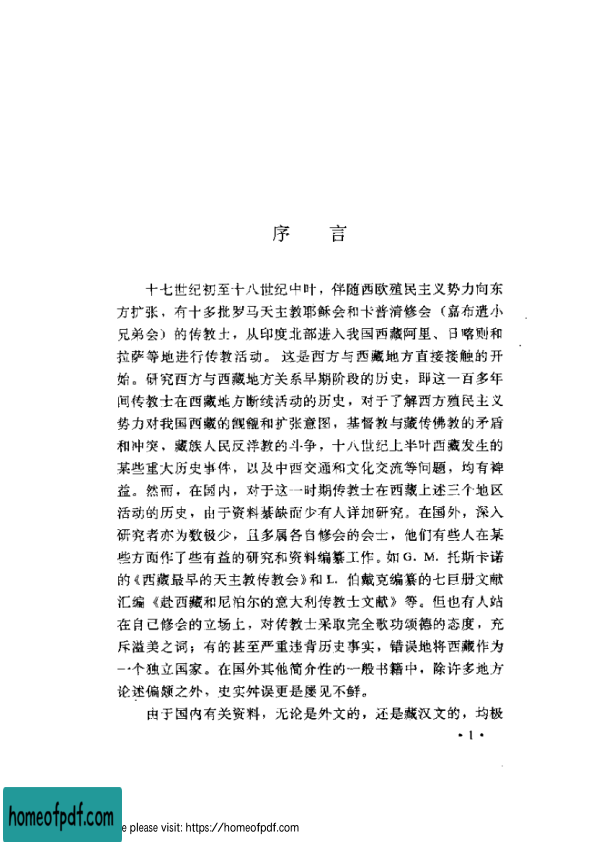 序 言
十七世纪初至十八世纪中叶，伴随西欧殖民主义势力向东
方扩张，有十多批罗马天主教耶稣会和卡普清修会（嘉布遣小
兄弟会）的传教士，从印度北部进入我国西藏阿里、日喀则和
拉萨等地进行传教活动。这是西方与西藏地方直接接触的开
始。研究西方与西藏地方关系早期阶段的历史，即这一百多年
间传教士在西藏地方断续活动的历史，对于了解西方殖民主义
势力对我国西藏的觊觎和扩张意图，基督教与藏传佛教的矛盾
和冲突，藏族人民反洋教的斗争，十八世纪上半叶西藏发生的
某些重大历史事件，以及中西交通和文化交流等问题，均有裨
益。然而，在国内，对于这一时期传教士在西藏上述三个地区
活动的历史，由于资料綦缺而少有人详加研究。在国外，深入
研究者亦为数极少，且多属各自修会的会士，他们有些人在某
些方面作了些有益的研究和资料编纂工作。如G. M. 托斯卡诺
的《西藏最早的天主教传教会》和L. 伯戴克编纂的七巨册文献
汇编《赴西藏和尼泊尔的意大利传教士文献》等。但也有人站
在自己修会的立场上，对传教士采取完全歌功颂德的态度，充
斥溢美之词；有的甚至严重违背历史事实，错误地将西藏作为
一个独立国家。在国外其他简介性的一般书籍中，除许多地方
论述偏颇之外，史实舛误更是屡见不鲜。
由于国内有关资料，无论是外文的，还是藏汉文的，均极
·1·
homeofpdf.com
e please visit: https://homeofpdf.com